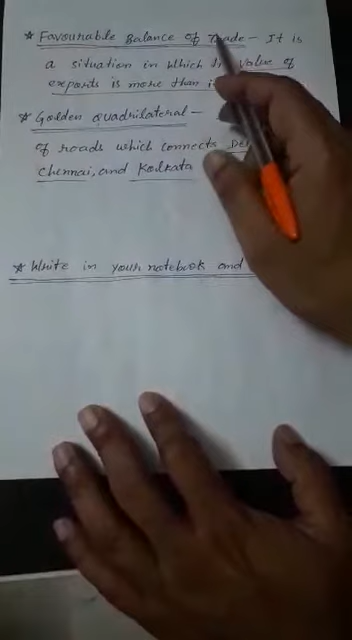 * Favourable Balance of Trade - It is
a situation in which the value of
exports is more than
* Golden Quadrilateral -
of roads which connects
Chennai, and Kolkata
* Write in your notebook and